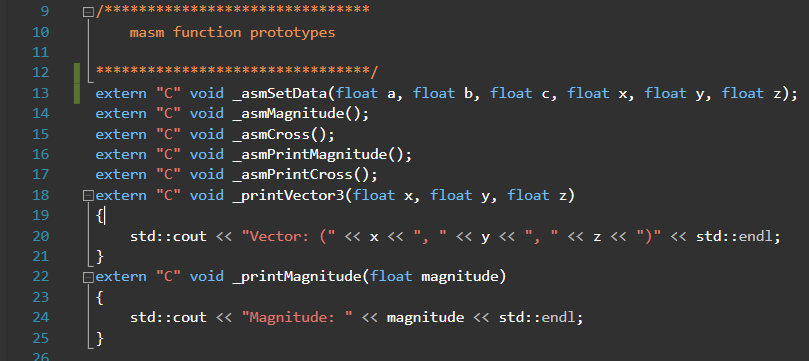 9 /*******************************
10 masm function prototypes
11
12 ********************************/
13 extern "C" void _asmSetData(float a, float b, float c, float x, float y, float z);
14 extern "C" void _asmMagnitude();
15 extern "C" void _asmCross();
16 extern "C" void _asmPrintMagnitude();
17 extern "C" void _asmPrintCross();
18 extern "C" void _printVector3(float x, float y, float z)
19 {
20 std::cout << "Vector: (" << x << ", " << y << ", " << z << ")" << std::endl;
21 }
22 extern "C" void _printMagnitude(float magnitude)
23 {
24 std::cout << "Magnitude: " << magnitude << std::endl;
25 }
26